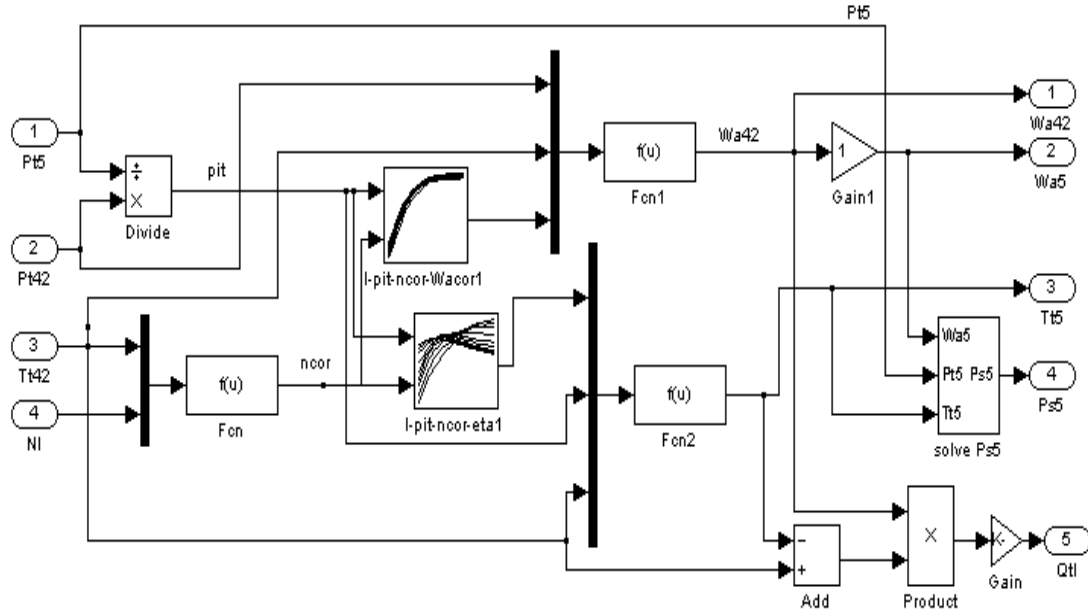 Pt5
1
Pt5
÷
X
Divide
pit
2
Pt42
3
Tt42
4
Nl
f(u)
Fcn
ncor
l-pit-ncor-Wacor1
l-pit-ncor-eta1
f(u)
Fcn1
Wa42
1
Gain1
1
Wa42
2
Wa5
f(u)
Fcn2
3
Tt5
Wa5
Pt5 Ps5
Tt5
solve Ps5
4
Ps5
−
+
Add
X
Product
K-
Gain
5
Qtl